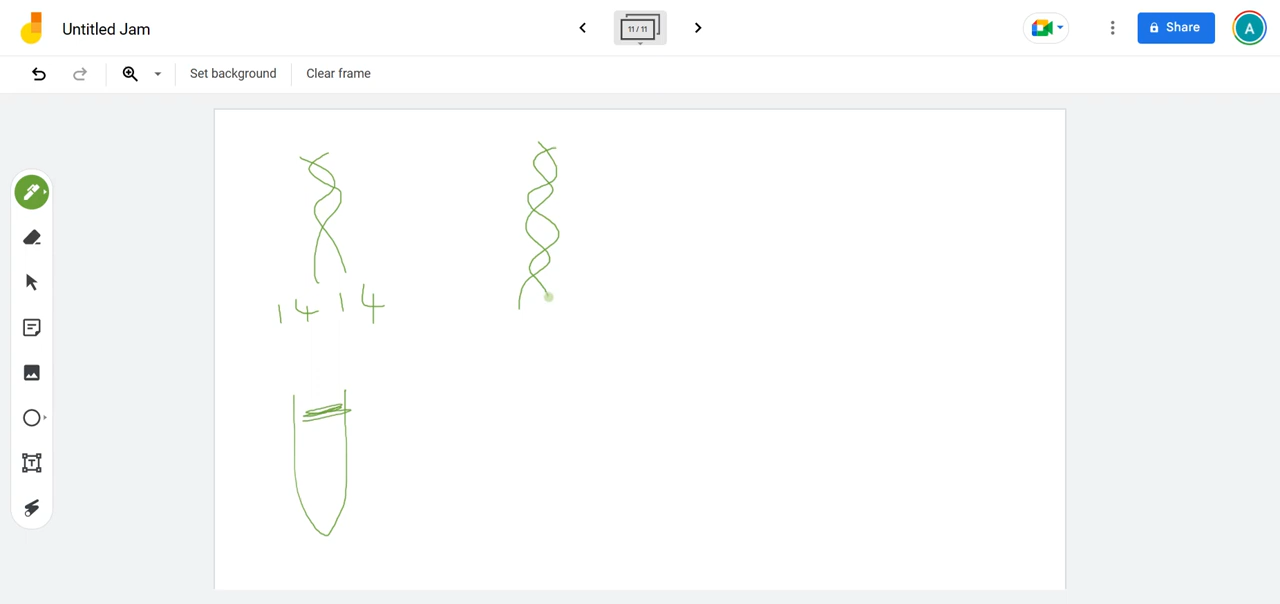 Untitled Jam
11 / 11
Share
A
Set background
Clear frame
14 14
T